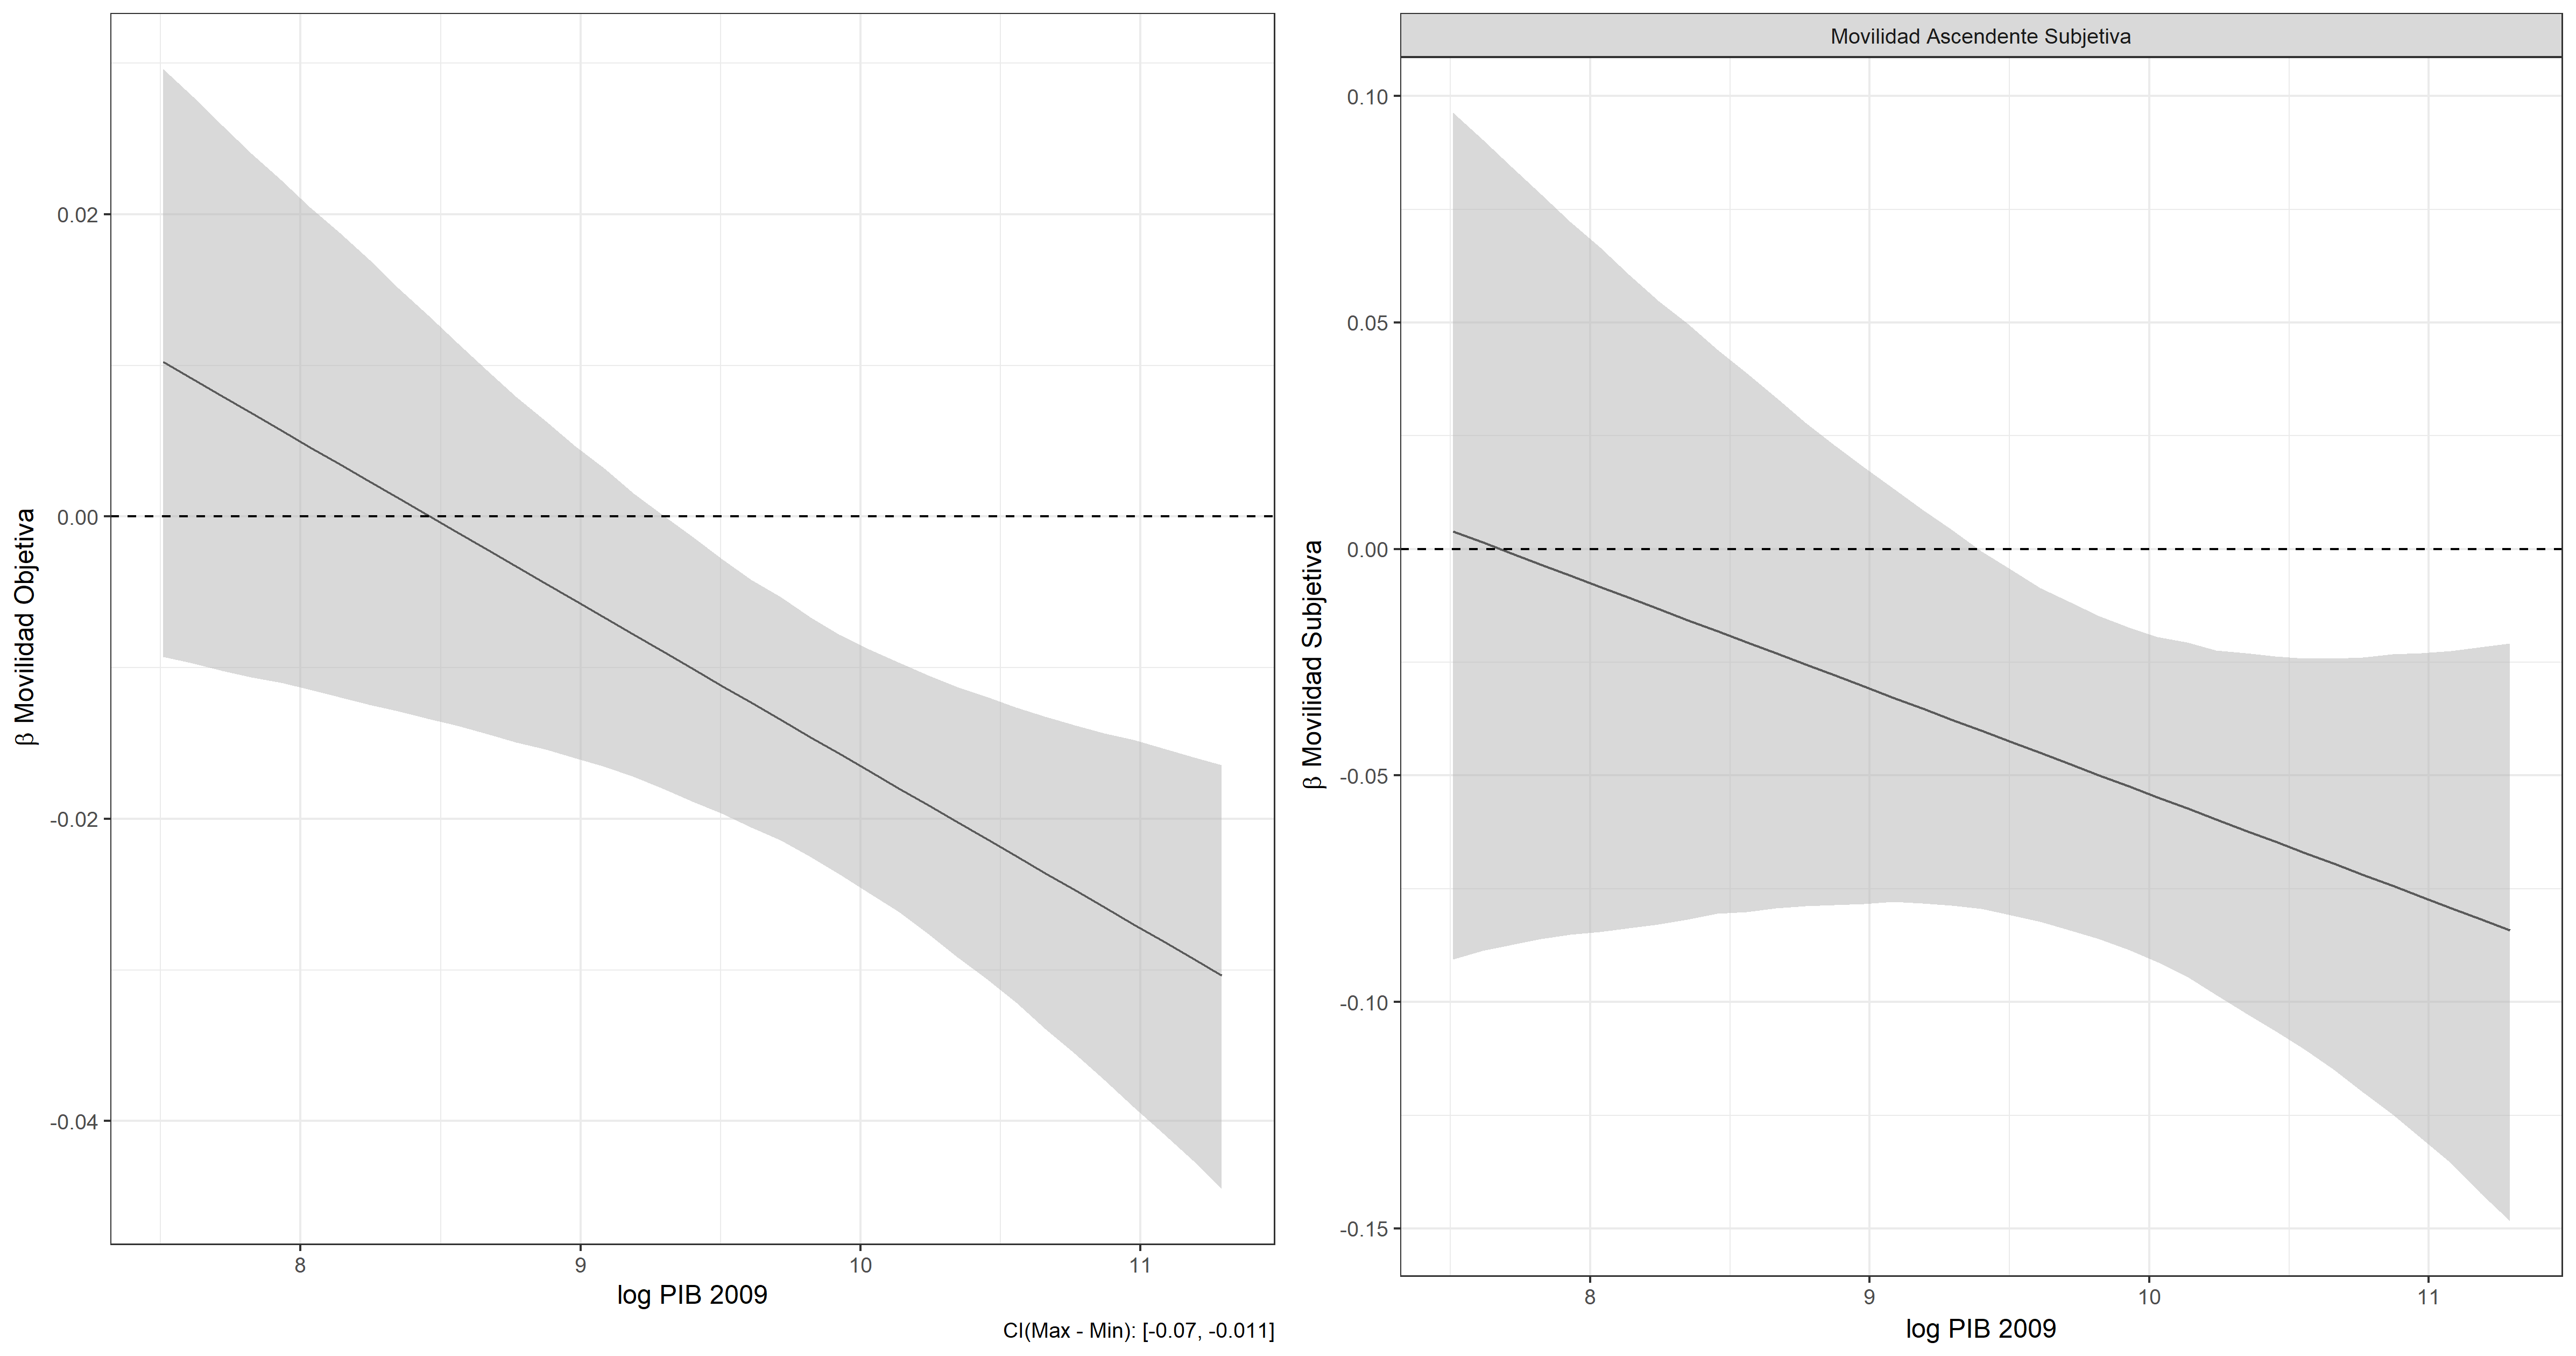 β Movilidad Objetiva
0.02
0.00
-0.02
-0.04
8 9 10 11
log PIB 2009
CI(Max - Min): [-0.07, -0.011]
Movilidad Ascendente Subjetiva
β Movilidad Subjetiva
0.10
0.05
0.00
-0.05
-0.10
-0.15
8 9 10 11
log PIB 2009